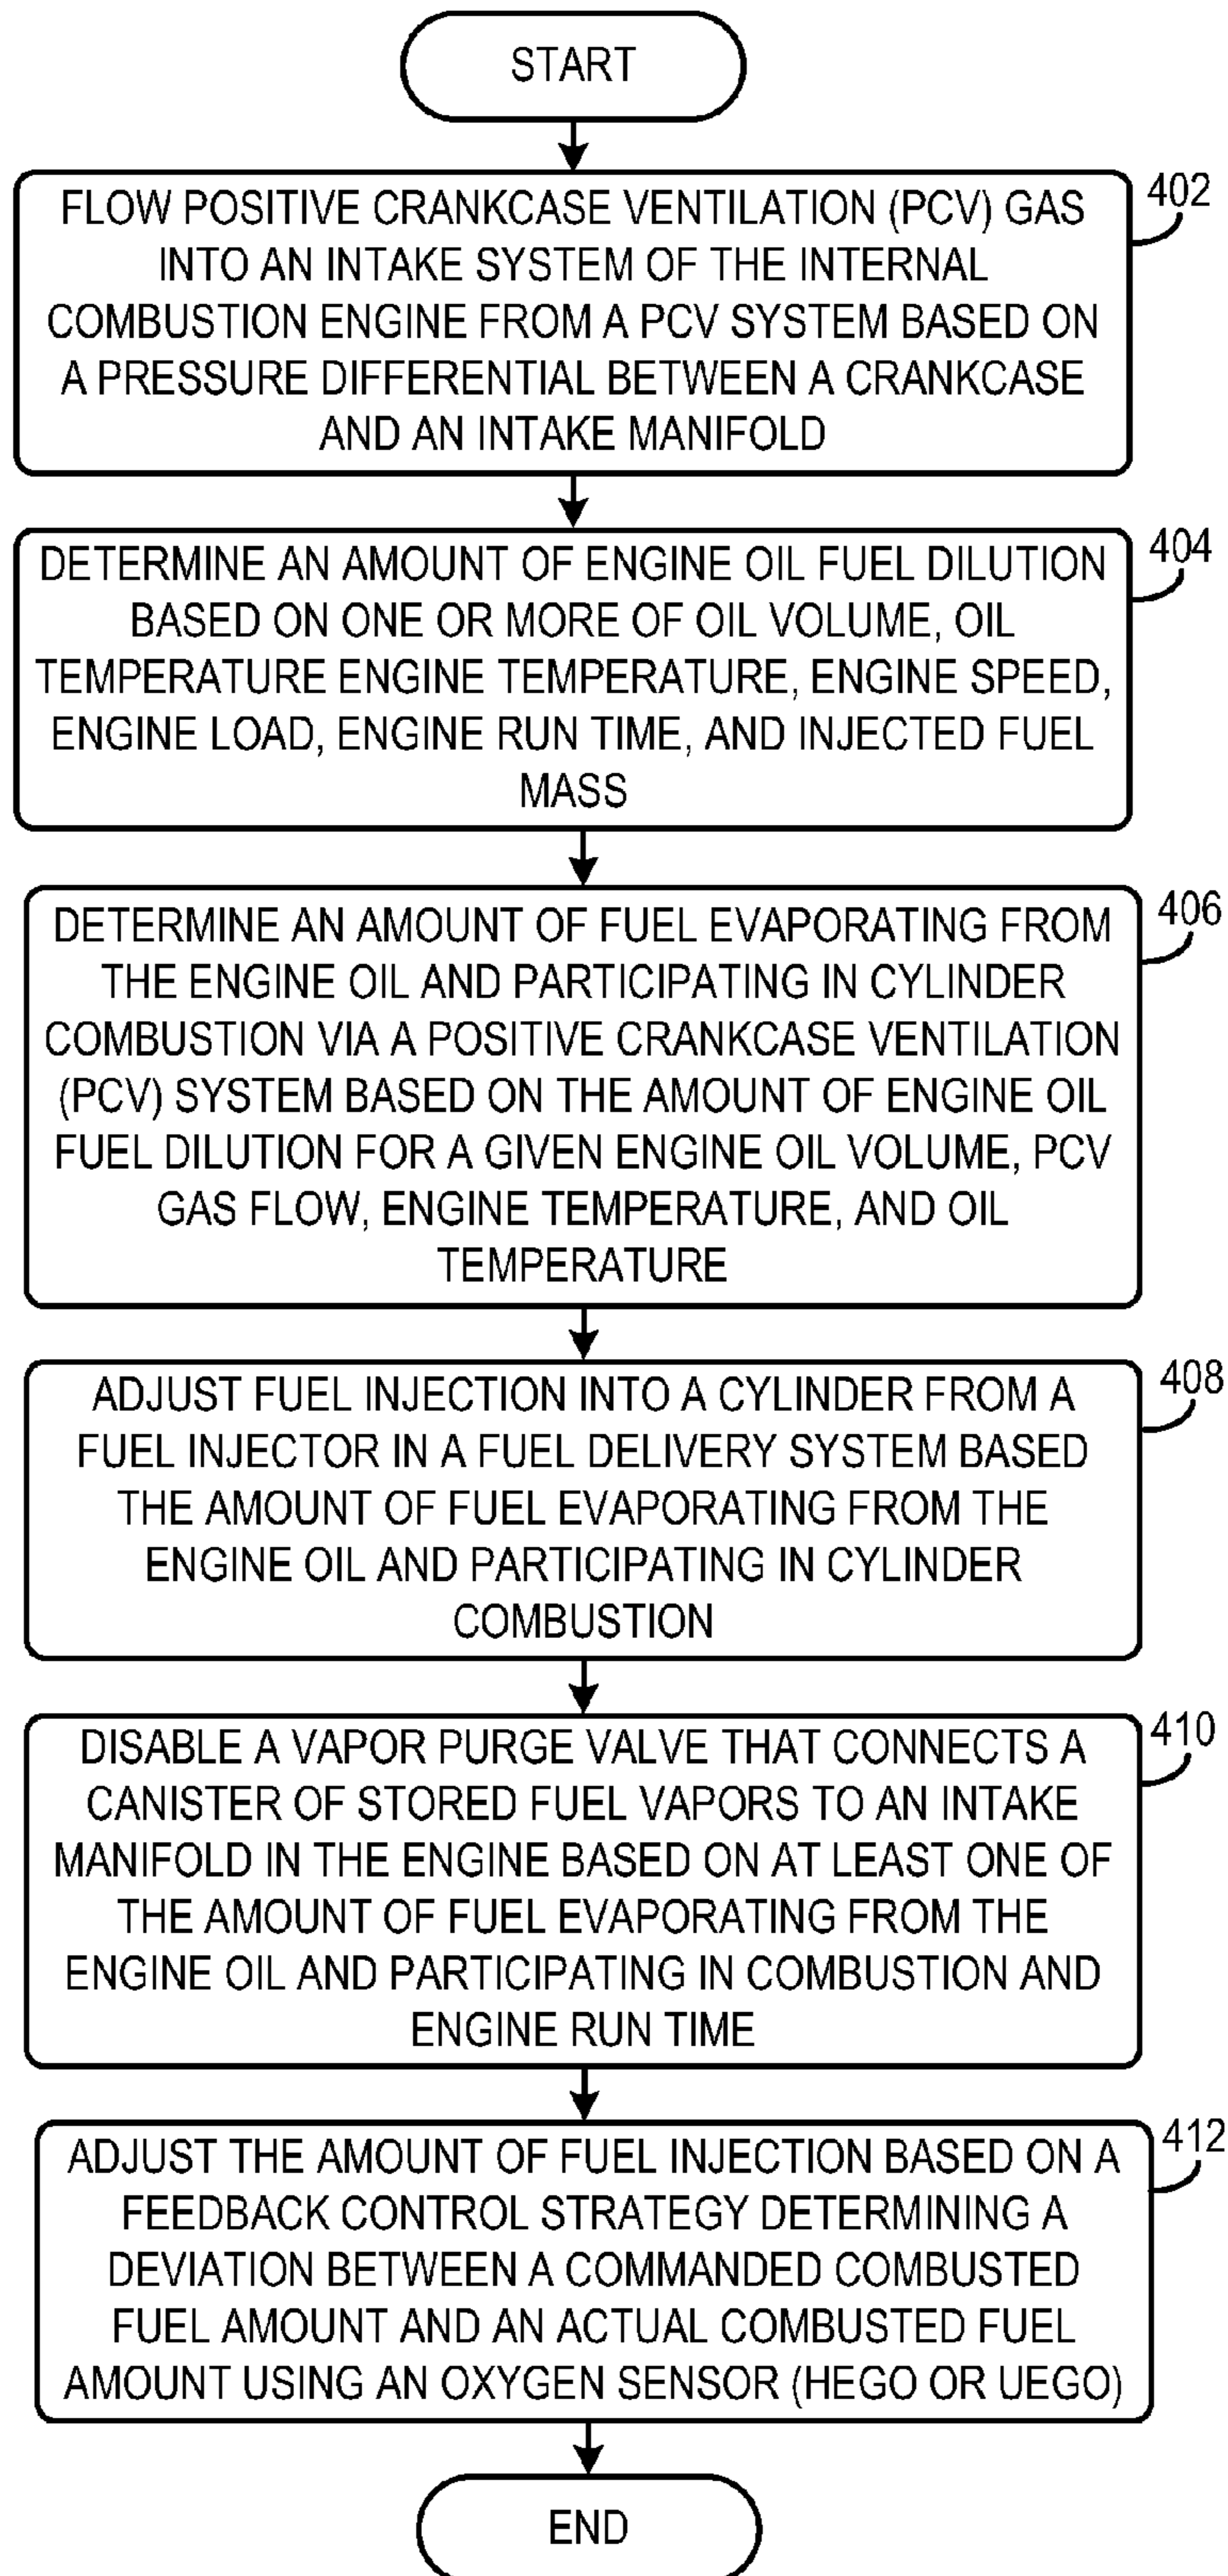 START
402
FLOW POSITIVE CRANKCASE VENTILATION (PCV) GAS
INTO AN INTAKE SYSTEM OF THE INTERNAL
COMBUSTION ENGINE FROM A PCV SYSTEM BASED ON
A PRESSURE DIFFERENTIAL BETWEEN A CRANKCASE
AND AN INTAKE MANIFOLD
404
DETERMINE AN AMOUNT OF ENGINE OIL FUEL DILUTION
BASED ON ONE OR MORE OF OIL VOLUME, OIL
TEMPERATURE ENGINE TEMPERATURE, ENGINE SPEED,
ENGINE LOAD, ENGINE RUN TIME, AND INJECTED FUEL
MASS
406
DETERMINE AN AMOUNT OF FUEL EVAPORATING FROM
THE ENGINE OIL AND PARTICIPATING IN CYLINDER
COMBUSTION VIA A POSITIVE CRANKCASE VENTILATION
(PCV) SYSTEM BASED ON THE AMOUNT OF ENGINE OIL
FUEL DILUTION FOR A GIVEN ENGINE OIL VOLUME, PCV
GAS FLOW, ENGINE TEMPERATURE, AND OIL
TEMPERATURE
408
ADJUST FUEL INJECTION INTO A CYLINDER FROM A
FUEL INJECTOR IN A FUEL DELIVERY SYSTEM BASED
THE AMOUNT OF FUEL EVAPORATING FROM THE
ENGINE OIL AND PARTICIPATING IN CYLINDER
COMBUSTION
410
DISABLE A VAPOR PURGE VALVE THAT CONNECTS A
CANISTER OF STORED FUEL VAPORS TO AN INTAKE
MANIFOLD IN THE ENGINE BASED ON AT LEAST ONE OF
THE AMOUNT OF FUEL EVAPORATING FROM THE
ENGINE OIL AND PARTICIPATING IN COMBUSTION AND
ENGINE RUN TIME
412
ADJUST THE AMOUNT OF FUEL INJECTION BASED ON A
FEEDBACK CONTROL STRATEGY DETERMINING A
DEVIATION BETWEEN A COMMANDED COMBUSTED
FUEL AMOUNT AND AN ACTUAL COMBUSTED FUEL
AMOUNT USING AN OXYGEN SENSOR (HEGO OR UEGO)
END